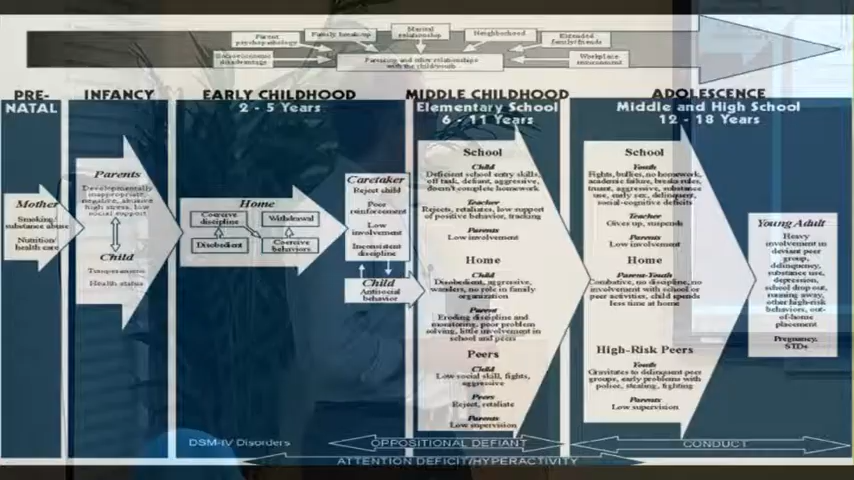 Parent
psychopathology
Family break-up
Marital
relationship
Neighborhood
Extended
family/friends
Socioeconomic
disadvantage
Parenting and other relationships
with the child/youth
Workplace
environment
PRE-
NATAL
INFANCY
EARLY CHILDHOOD
2 - 5 Years
MIDDLE CHILDHOOD
Elementary School
6 - 11 Years
ADOLESCENCE
Middle and High School
12 - 18 Years
Mother
Smoking/
substance abuse
Nutrition/
health care
Parents
Developmentally
inappropriate,
negative, abusive
high stress, low
social support
Child
Temperament
Health status
Home
Coercive
discipline
Withdrawal
Disobedient
Coercive
behaviors
Caretaker
Reject child
Poor
reinforcement
Low
involvement
Inconsistent
discipline
Child
Antisocial
behavior
School
Child
Deficient school entry skills,
off task, defiant, aggressive,
doesn't complete homework
Teacher
Rejects, retaliates, low support
of positive behavior, tracking
Parents
Low involvement
Home
Child
Disobedient, aggressive,
wanders, no role in family
organization
Parent
Eroding discipline and
monitoring, poor problem
solving, little involvement in
school and peers
Peers
Child
Low social skill, fights,
aggressive
Peers
Reject, retaliate
Parents
Low supervision
School
Youth
Fights, bullies, no homework,
academic failure, breaks rules,
truant, aggressive, substance
use, early sex, delinquent,
social-cognitive deficits
Teacher
Gives up, suspends
Parents
Low involvement
Home
Parent-Youth
Combative, no discipline, no
involvement with school or
peer activities, child spends
less time at home
High-Risk Peers
Youth
Gravitates to delinquent peer
groups, early problems with
police, stealing, fighting
Parents
Low supervision
Young Adult
Heavy
involvement in
deviant peer
group,
delinquency,
substance use,
depression,
school drop out,
running away,
other high-risk
behaviors, out-
of-home
placement
Pregnancy,
STDs
DSM-IV Disorders
OPPOSITIONAL DEFIANT
CONDUCT
ATTENTION DEFICIT/HYPERACTIVITY